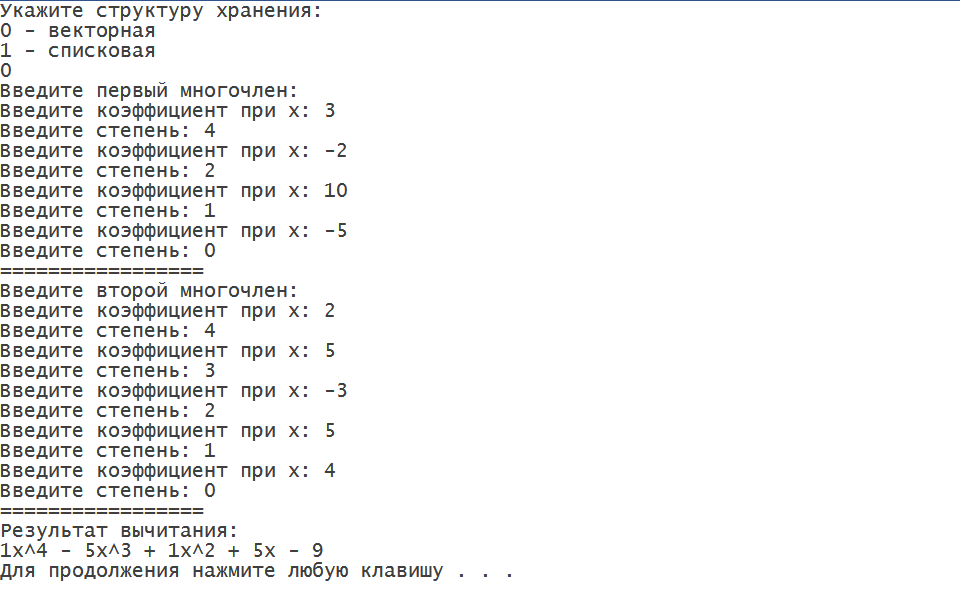 Укажите структуру хранения:
0 - векторная
1 - списковая
0
Введите первый многочлен:
Введите коэффициент при x: 3
Введите степень: 4
Введите коэффициент при x: -2
Введите степень: 2
Введите коэффициент при x: 10
Введите степень: 1
Введите коэффициент при x: -5
Введите степень: 0
=================
Введите второй многочлен:
Введите коэффициент при x: 2
Введите степень: 4
Введите коэффициент при x: 5
Введите степень: 3
Введите коэффициент при x: -3
Введите степень: 2
Введите коэффициент при x: 5
Введите степень: 1
Введите коэффициент при x: 4
Введите степень: 0
=================
Результат вычитания:
1x^4 - 5x^3 + 1x^2 + 5x - 9
Для продолжения нажмите любую клавишу . . .